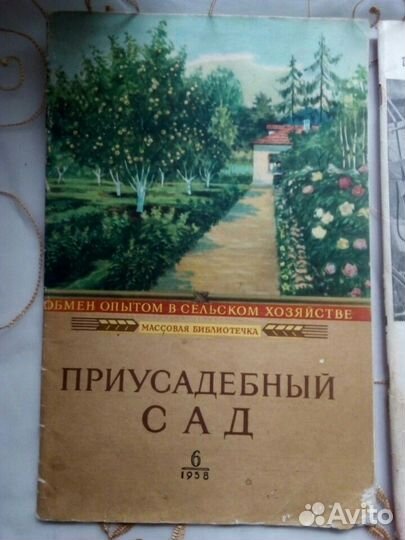 ОБМЕН ОПЫТОМ В СЕЛЬСКОМ ХОЗЯЙСТВЕ
МАССОВАЯ БИБЛИОТЕЧКА
ПРИУСАДЕБНЫЙ
САД
6
1958
Avito